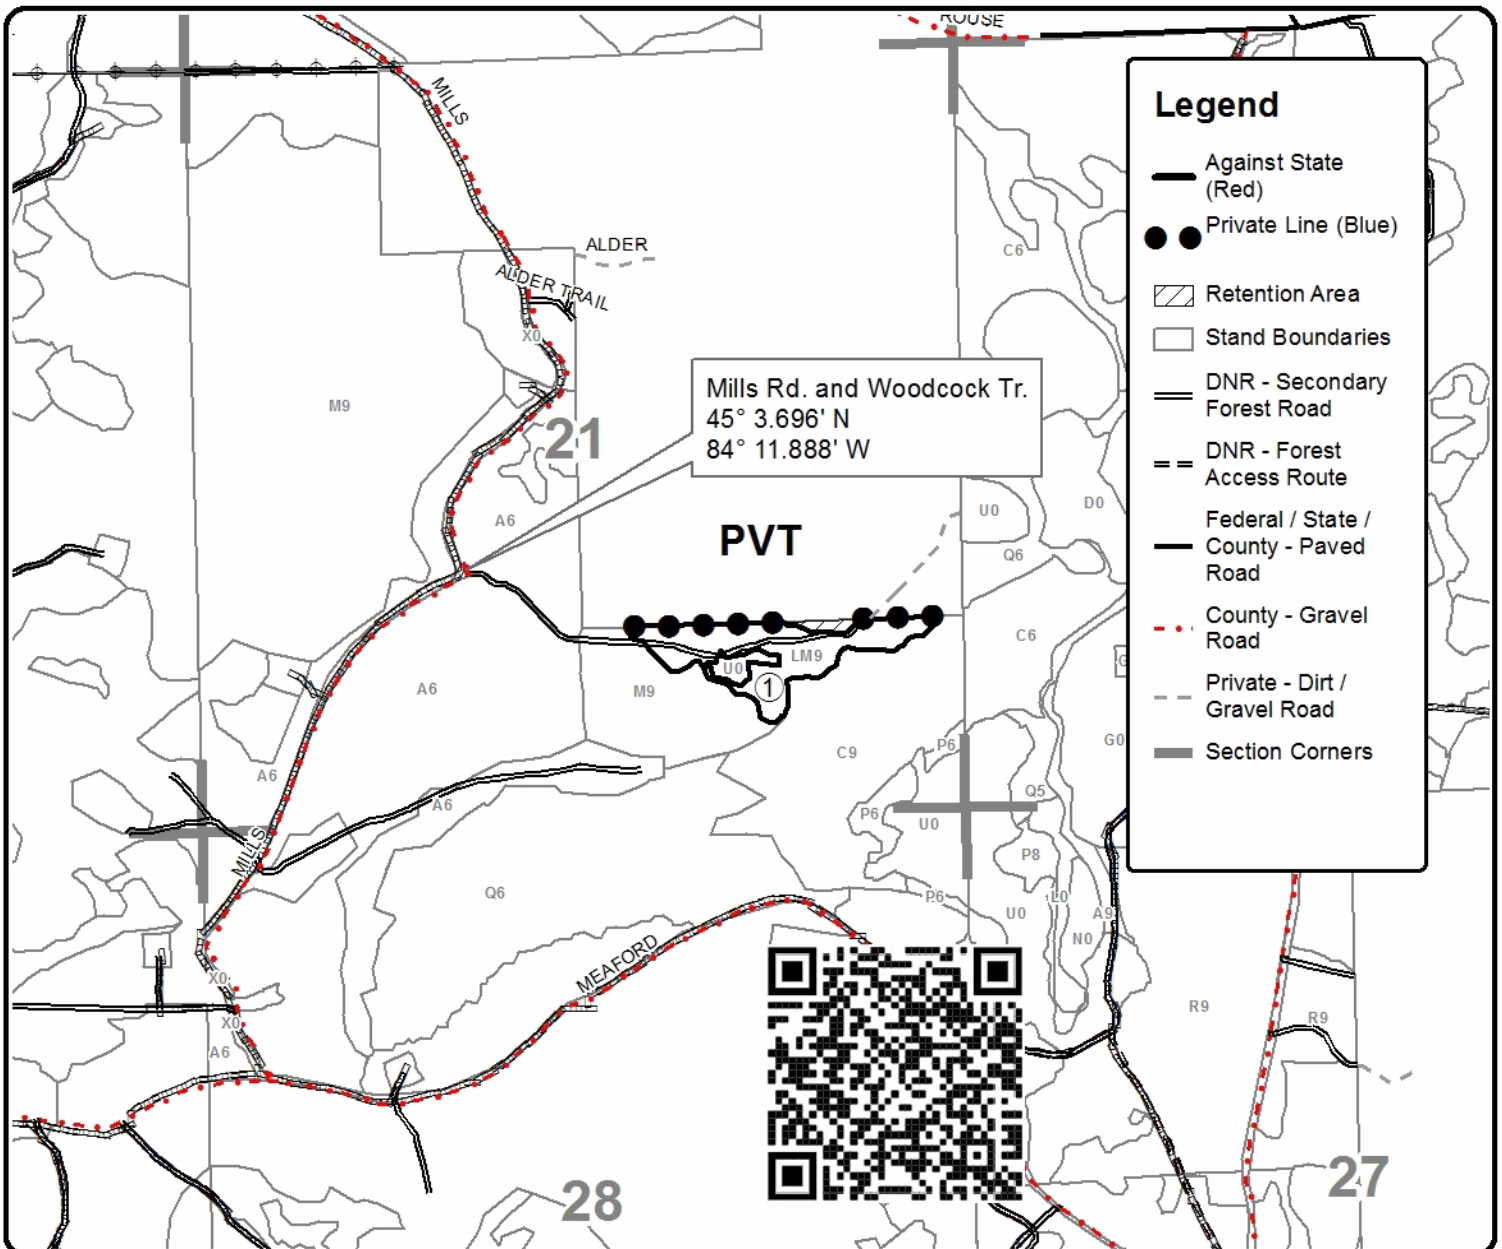 ROUSE
MILLS
ALDER
ALDER TRAIL
X0
C6
M9
21
Mills Rd. and Woodcock Tr.
45° 3.696' N
84° 11.888' W
A6
PVT
U0
D0
Q6
C6
LM9
U0
1
M9
A6
A6
A6
C9
P6
G0
Q5
P6
U0
P8
MILLS
Q6
P6
U0
L0
A9
N0
MEAFORD
X0
X0
A6
R9
R9
28
27
Legend
Against State
(Red)
Private Line (Blue)
Retention Area
Stand Boundaries
DNR - Secondary
Forest Road
DNR - Forest
Access Route
Federal / State /
County - Paved
Road
County - Gravel
Road
Private - Dirt /
Gravel Road
Section Corners